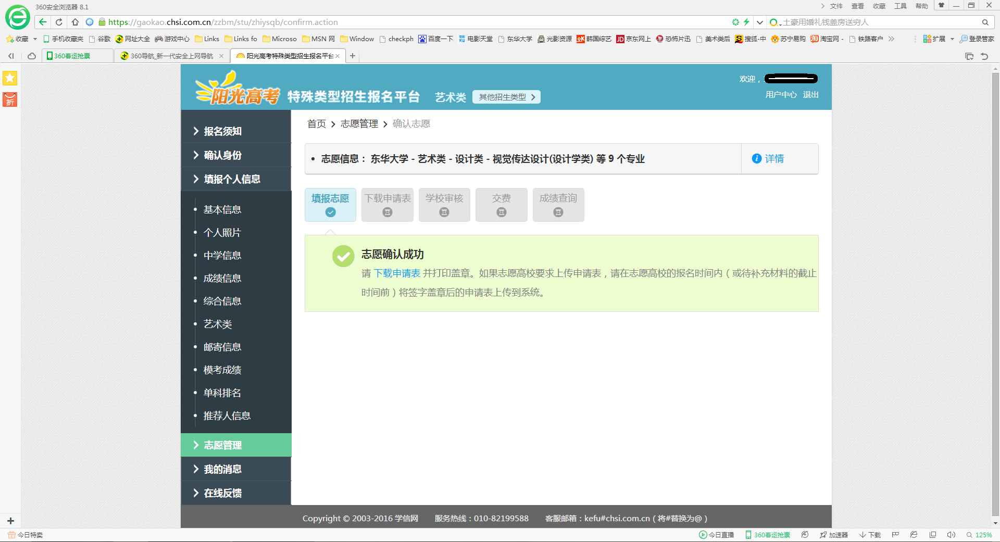 360安全浏览器 8.1
文件 查看 收藏 工具 帮助
https://gaokao.chsi.com.cn/zzbm/stu/zhiysqb/confirm.action
土豪用婚礼钱盖房送穷人
收藏 手机收藏夹 谷歌 网址大全 游戏中心 Links Links fo Microso MSN 网 Window checkph 百度一下 电影天堂 东华大学 光影资源 韩国综艺 京东网上 恐怖片迅 美术类后 搜狐-中 苏宁易购 淘宝网 - 铁路客户 扩展 登录管家
360春运抢票 360导航_新一代安全上网导航 阳光高考特殊类型招生报名平台
折
欢迎，
阳光高考 特殊类型招生报名平台 艺术类 其他招生类型
用户中心 退出
报名须知
确认身份
填报个人信息
基本信息
个人照片
中学信息
成绩信息
综合信息
艺术类
邮寄信息
模考成绩
单科排名
推荐人信息
志愿管理
我的消息
在线反馈
首页 志愿管理 确认志愿
志愿信息： 东华大学 - 艺术类 - 设计类 - 视觉传达设计(设计学类) 等 9 个专业
详情
填报志愿 下载申请表 学校审核 交费 成绩查询
志愿确认成功
请 下载申请表 并打印盖章。如果志愿高校要求上传申请表，请在志愿高校的报名时间内（或待补充材料的截止
时间前）将签字盖章后的申请表上传到系统。
Copyright © 2003-2016 学信网 服务热线：010-82199588 客服邮箱：kefu#chsi.com.cn（将#替换为@）
今日特卖
今日直播 360春运抢票 加速器 下载 125%